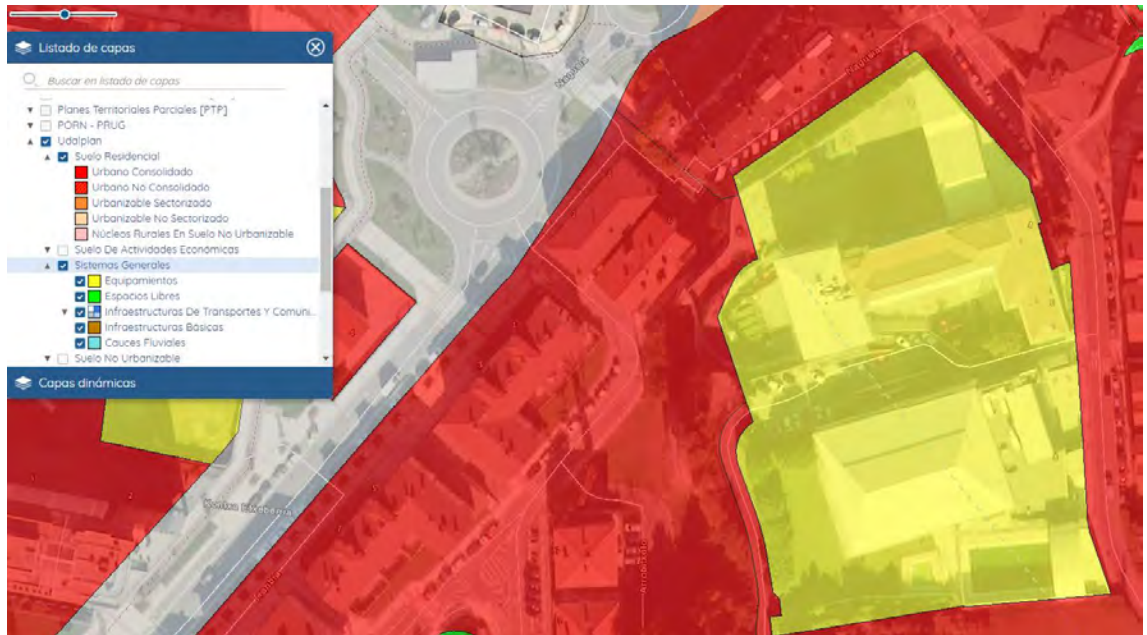 Listado de capas
Buscar en listado de capas
Planes Territoriales Parciales [PTP]
PORN - PRUG
Udalplan
Suelo Residencial
Urbano Consolidado
Urbano No Consolidado
Urbanizable Sectorizado
Urbanizable No Sectorizado
Núcleos Rurales En Suelo No Urbanizable
Suelo De Actividades Económicas
Sistemas Generales
Equipamientos
Espacios Libres
Infraestructuras De Transportes Y Comuni...
Infraestructuras Básicas
Cauces Fluviales
Suelo No Urbanizable
Capas dinámicas